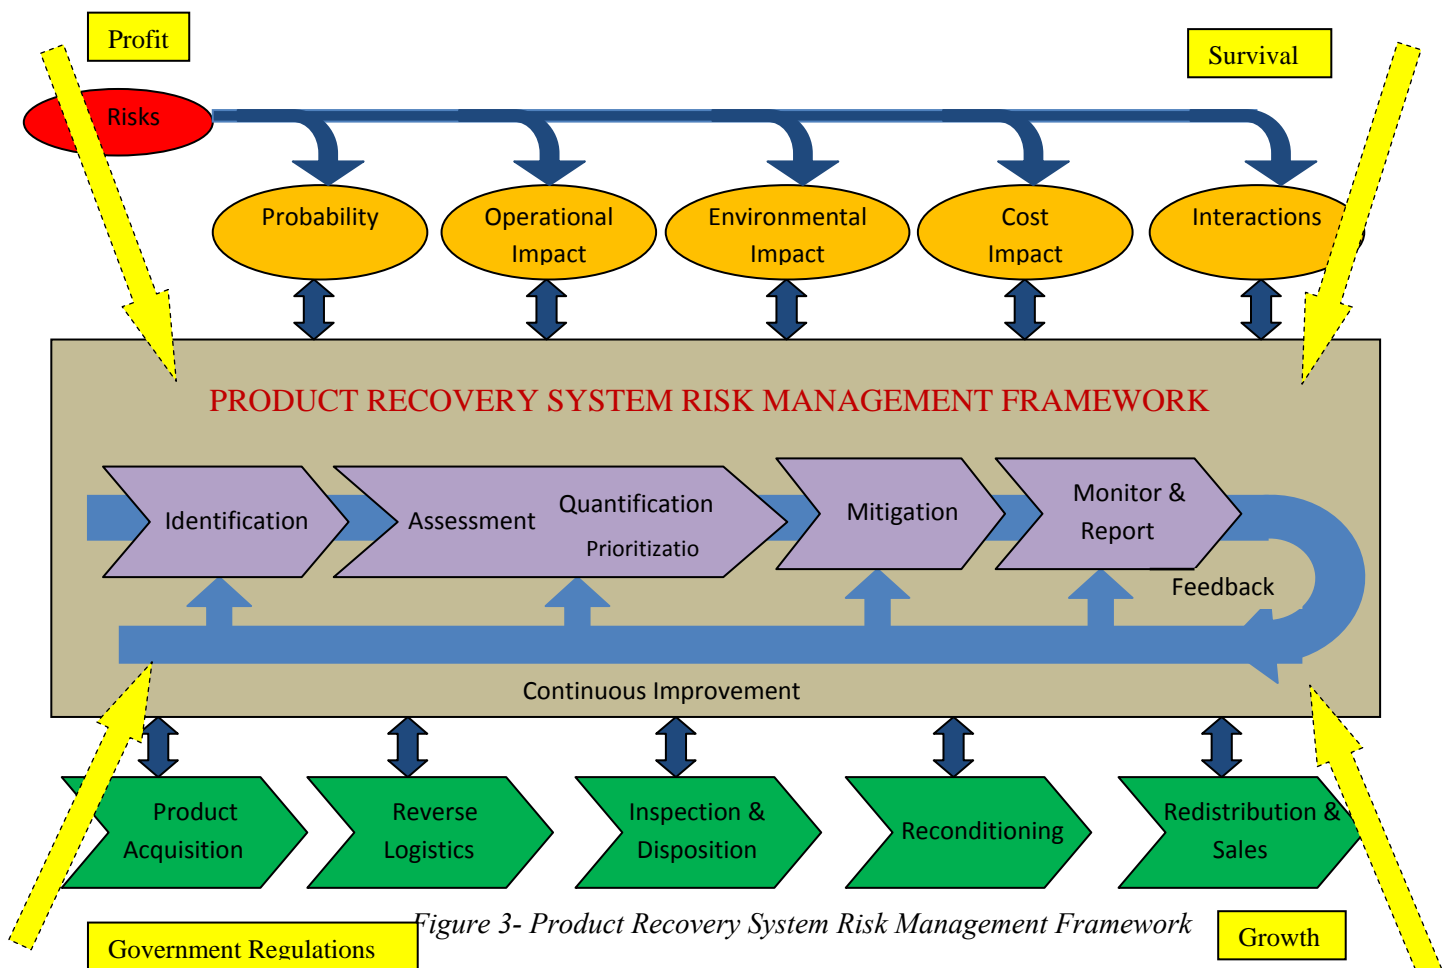 Profit
Survival
Risks
Probability
Operational
Impact
Environmental
Impact
Cost
Impact
Interactions
PRODUCT RECOVERY SYSTEM RISK MANAGEMENT FRAMEWORK
Identification
Assessment
Quantification
Prioritizatio
Mitigation
Monitor &
Report
Feedback
Continuous Improvement
Product
Acquisition
Reverse
Logistics
Inspection &
Disposition
Reconditioning
Redistribution &
Sales
Figure 3- Product Recovery System Risk Management Framework
Government Regulations
Growth